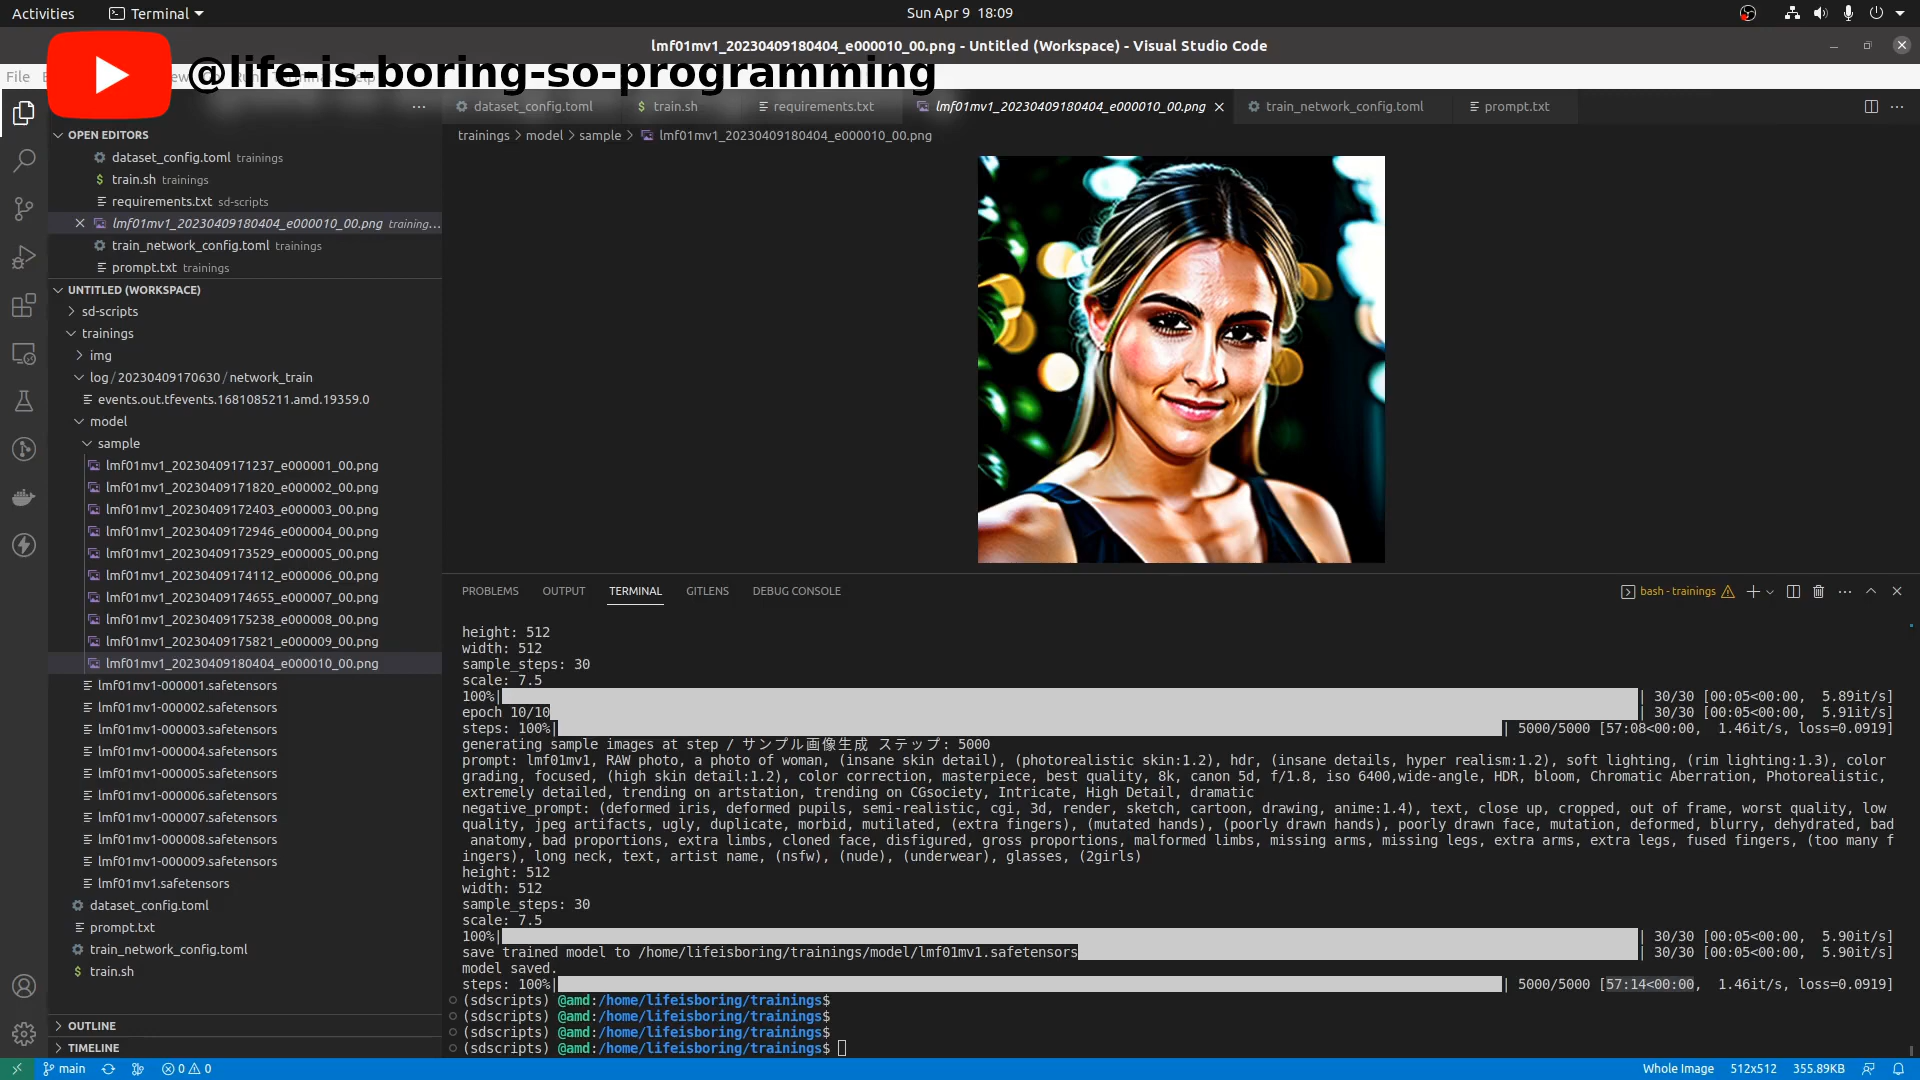 Activities
Terminal
Sun Apr 9 18:09
lmf01mv1_20230409180404_e000010_00.png - Untitled (Workspace) - Visual Studio Code
@life-is-boring-so-programming
File
dataset_config.toml
train.sh
requirements.txt
lmf01mv1_20230409180404_e000010_00.png
train_network_config.toml
prompt.txt
trainings > model > sample > lmf01mv1_20230409180404_e000010_00.png
OPEN EDITORS
dataset_config.toml trainings
train.sh trainings
requirements.txt sd-scripts
lmf01mv1_20230409180404_e000010_00.png training...
train_network_config.toml trainings
prompt.txt trainings
UNTITLED (WORKSPACE)
sd-scripts
trainings
img
log/20230409170630/network_train
events.out.tfevents.1681085211.amd.19359.0
model
sample
lmf01mv1_20230409171237_e000001_00.png
lmf01mv1_20230409171820_e000002_00.png
lmf01mv1_20230409172403_e000003_00.png
lmf01mv1_20230409172946_e000004_00.png
lmf01mv1_20230409173529_e000005_00.png
lmf01mv1_20230409174112_e000006_00.png
lmf01mv1_20230409174655_e000007_00.png
lmf01mv1_20230409175238_e000008_00.png
lmf01mv1_20230409175821_e000009_00.png
lmf01mv1_20230409180404_e000010_00.png
lmf01mv1-000001.safetensors
lmf01mv1-000002.safetensors
lmf01mv1-000003.safetensors
lmf01mv1-000004.safetensors
lmf01mv1-000005.safetensors
lmf01mv1-000006.safetensors
lmf01mv1-000007.safetensors
lmf01mv1-000008.safetensors
lmf01mv1-000009.safetensors
lmf01mv1.safetensors
dataset_config.toml
prompt.txt
train_network_config.toml
train.sh
OUTLINE
TIMELINE
PROBLEMS OUTPUT TERMINAL GITLENS DEBUG CONSOLE
bash - trainings
height: 512
width: 512
sample_steps: 30
scale: 7.5
100%| | 30/30 [00:05<00:00, 5.89it/s]
epoch 10/10 | 30/30 [00:05<00:00, 5.91it/s]
steps: 100%| | 5000/5000 [57:08<00:00, 1.46it/s, loss=0.0919]
generating sample images at step / サンプル画像生成 ステップ: 5000
prompt: lmf01mv1, RAW photo, a photo of woman, (insane skin detail), (photorealistic skin:1.2), hdr, (insane details, hyper realism:1.2), soft lighting, (rim lighting:1.3), color
grading, focused, (high skin detail:1.2), color correction, masterpiece, best quality, 8k, canon 5d, f/1.8, iso 6400,wide-angle, HDR, bloom, Chromatic Aberration, Photorealistic,
extremely detailed, trending on artstation, trending on CGsociety, Intricate, High Detail, dramatic
negative_prompt: (deformed iris, deformed pupils, semi-realistic, cgi, 3d, render, sketch, cartoon, drawing, anime:1.4), text, close up, cropped, out of frame, worst quality, low
quality, jpeg artifacts, ugly, duplicate, morbid, mutilated, (extra fingers), (mutated hands), (poorly drawn hands), poorly drawn face, mutation, deformed, blurry, dehydrated, bad
anatomy, bad proportions, extra limbs, cloned face, disfigured, gross proportions, malformed limbs, missing arms, missing legs, extra arms, extra legs, fused fingers, (too many f
ingers), long neck, text, artist name, (nsfw), (nude), (underwear), glasses, (2girls)
height: 512
width: 512
sample_steps: 30
scale: 7.5
100%| | 30/30 [00:05<00:00, 5.90it/s]
save trained model to /home/lifeisboring/trainings/model/lmf01mv1.safetensors | 30/30 [00:05<00:00, 5.90it/s]
model saved.
steps: 100%| | 5000/5000 [57:14<00:00, 1.46it/s, loss=0.0919]
(sdscripts) @amd:/home/lifeisboring/trainings$
(sdscripts) @amd:/home/lifeisboring/trainings$
(sdscripts) @amd:/home/lifeisboring/trainings$
(sdscripts) @amd:/home/lifeisboring/trainings$
main
0
0
Whole Image
512x512
355.89KB